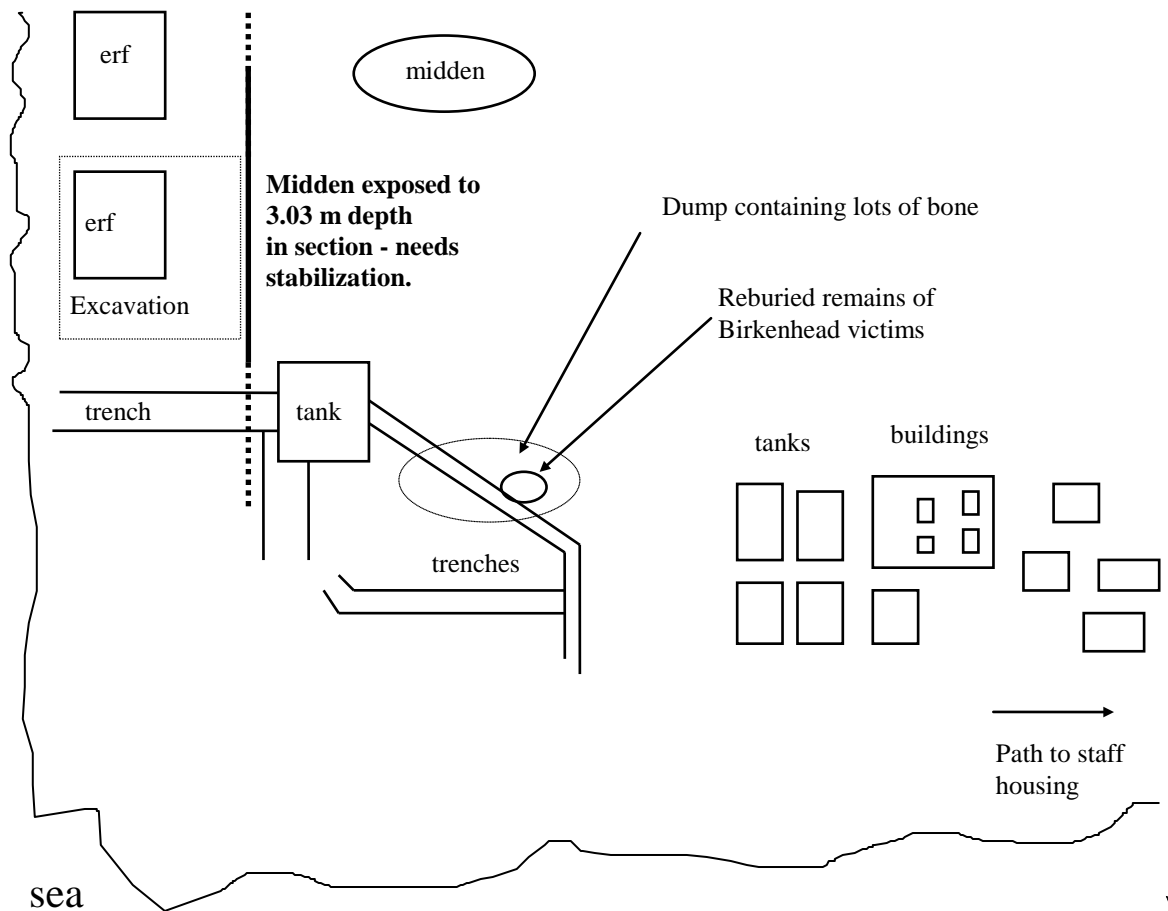 erf
midden
Midden exposed to
3.03 m depth
in section - needs
stabilization.
Dump containing lots of bone
erf
Excavation
Reburied remains of
Birkenhead victims
trench
tank
tanks
buildings
trenches
Path to staff
housing
sea